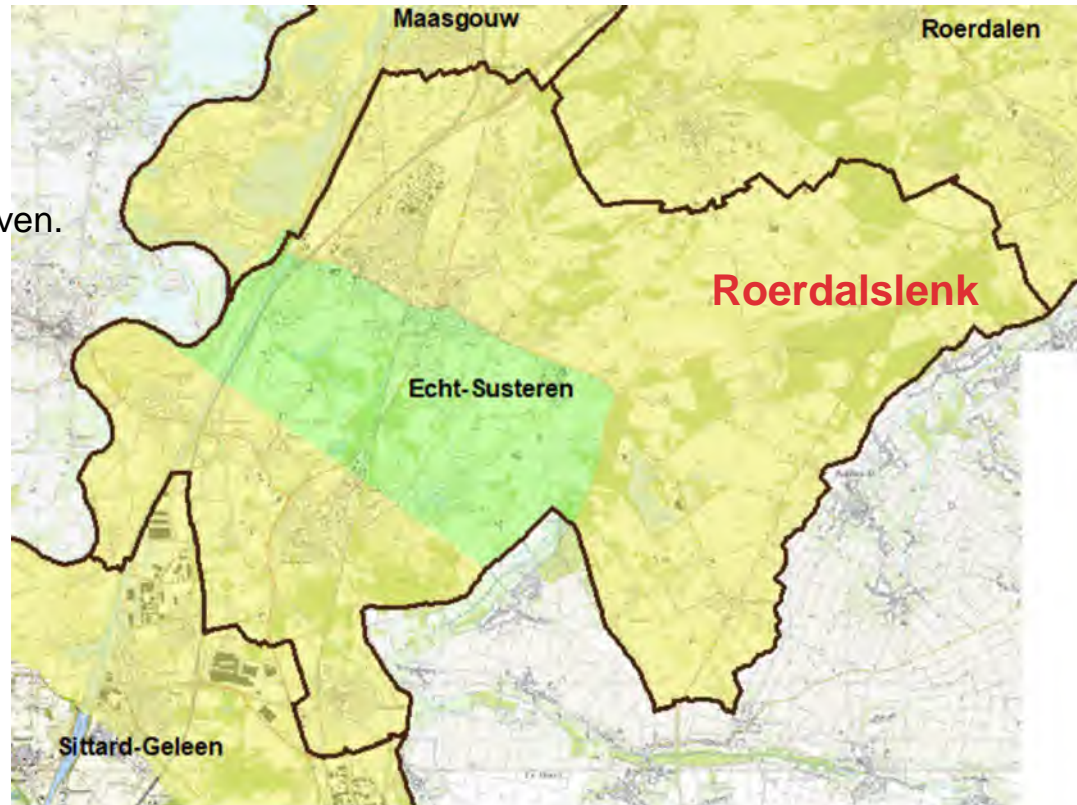 Maasgouw
Roerdalen
ven.
Roerdalslenk
Echt-Susteren
Sittard-Geleen